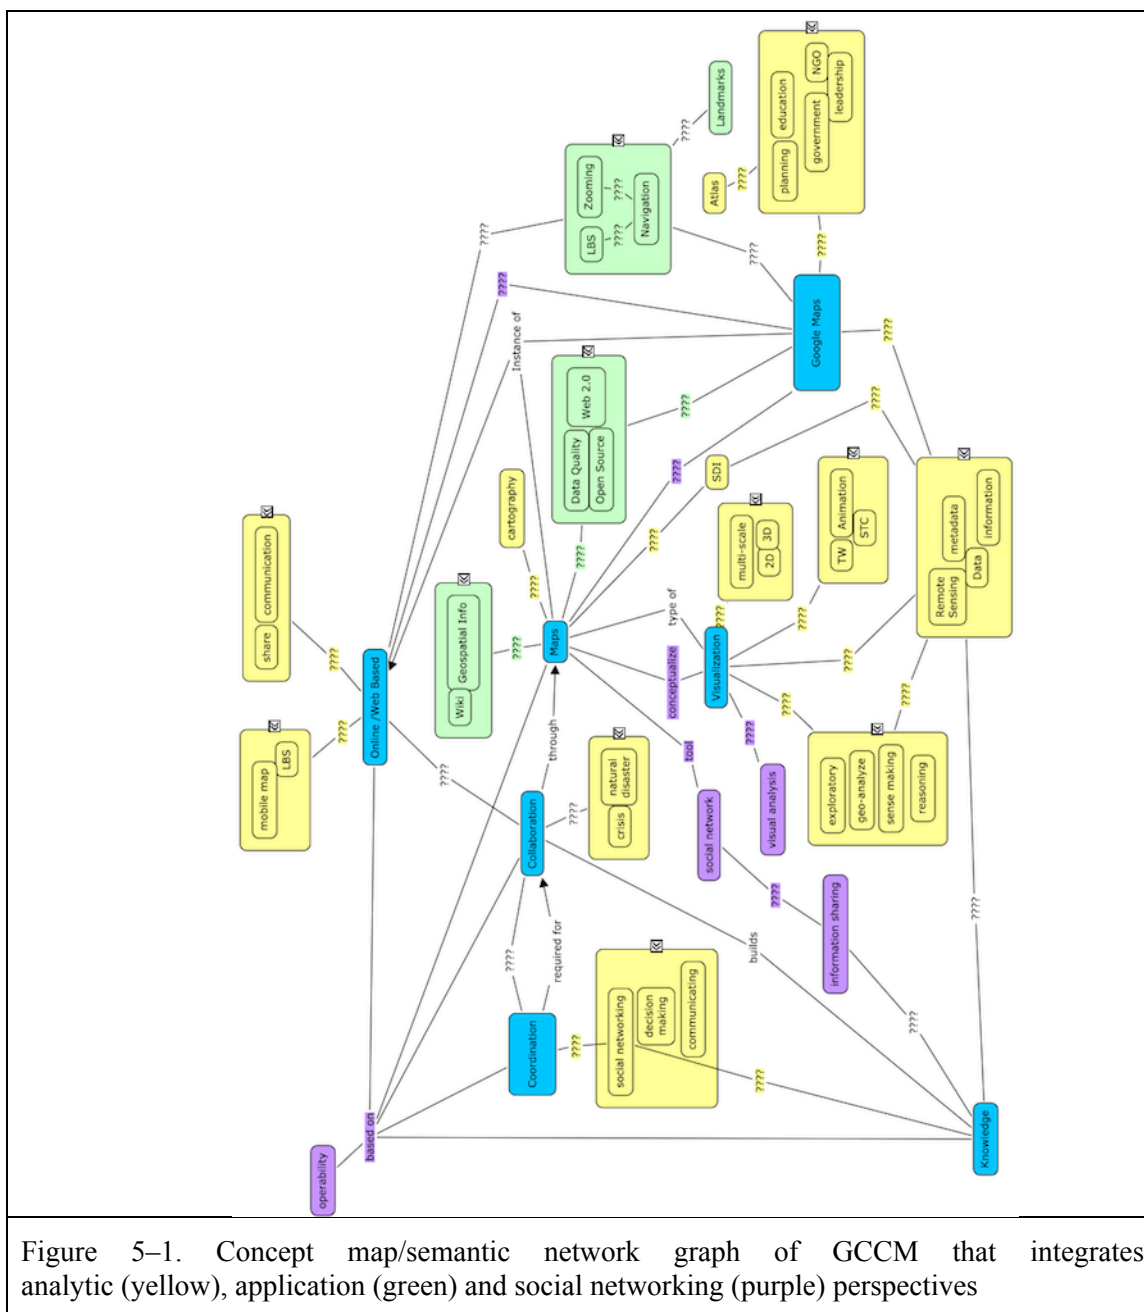 Landmarks
????
Zooming
LBS
????
????
Navigation
????
????
Atlas
????
education
planning
NGO
government
leadership
????
????
Instance of
Google Maps
????
Web 2.0
Data Quality
Open Source
????
????
????
????
SDI
????
cartography
????
Geospatial Info
Wiki
????
Maps
share
communication
????
mobile map
LBS
????
Online /Web Based
????
through
Collaboration
????
natural
disaster
crisis
type of
conceptualize
Visualization
????
multi-scale
2D
3D
????
TW
Animation
STC
????
Remote
Sensing
metadata
Data
information
????
????
????
visual analysis
exploratory
geo-analyze
sense making
reasoning
tool
social network
????
information sharing
????
????
builds
????
required for
Coordination
????
social networking
decision
making
communicating
????
based on
operability
Knowledge
Figure 5–1. Concept map/semantic network graph of GCCM that integrates
analytic (yellow), application (green) and social networking (purple) perspectives